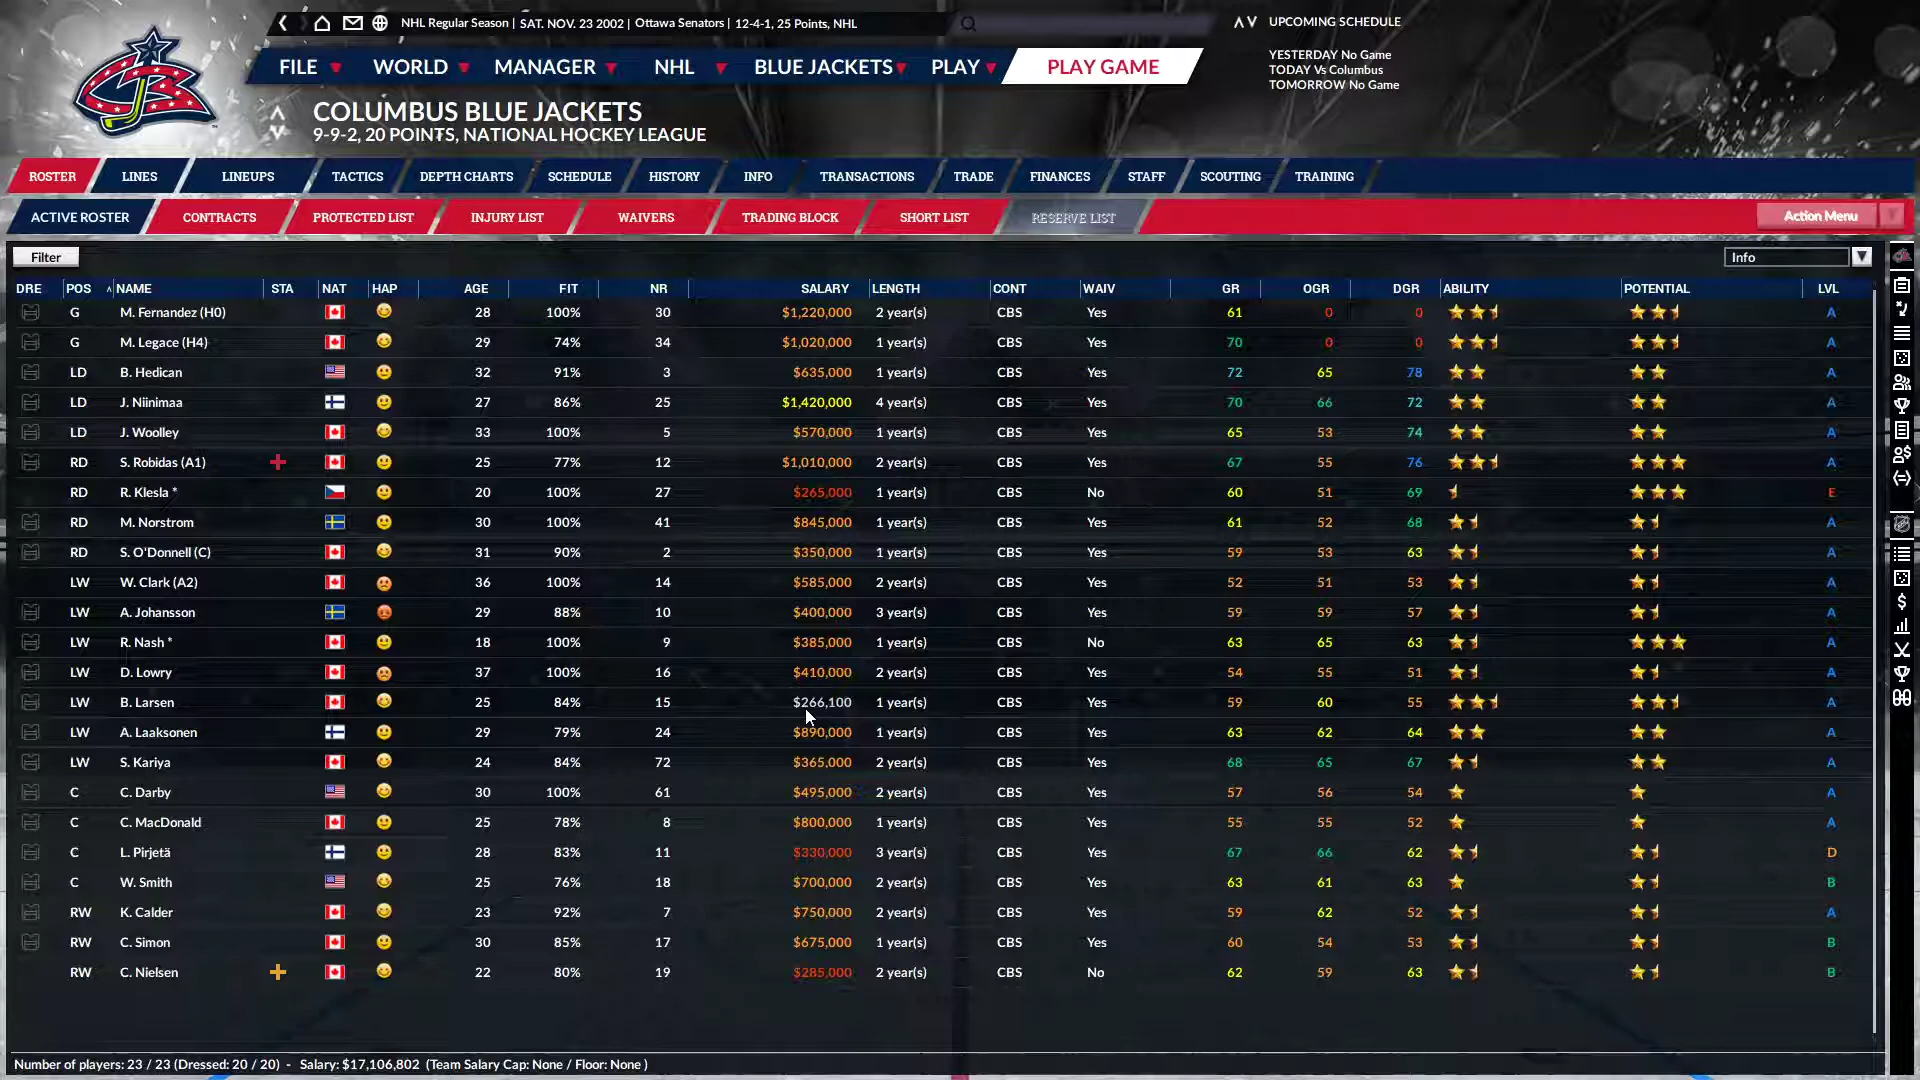 NHL Regular Season | SAT. NOV. 23 2002 | Ottawa Senators | 12-4-1, 25 Points, NHL
UPCOMING SCHEDULE
YESTERDAY No Game
TODAY Vs Columbus
TOMORROW No Game
FILE WORLD MANAGER NHL BLUE JACKETS PLAY PLAY GAME
COLUMBUS BLUE JACKETS
9-9-2, 20 POINTS, NATIONAL HOCKEY LEAGUE
ROSTER LINES LINEUPS TACTICS DEPTH CHARTS SCHEDULE HISTORY INFO TRANSACTIONS TRADE FINANCES STAFF SCOUTING TRAINING
ACTIVE ROSTER CONTRACTS PROTECTED LIST INJURY LIST WAIVERS TRADING BLOCK SHORT LIST RESERVE LIST Action Menu
Filter Info
DRE POS NAME STA NAT HAP AGE FIT NR SALARY LENGTH CONT WAIV GR OGR DGR ABILITY POTENTIAL LVL
G M. Fernandez (H0) 28 100% 30 $1,220,000 2 year(s) CBS Yes 61 0 0 A
G M. Legace (H4) 29 74% 34 $1,020,000 1 year(s) CBS Yes 70 0 0 A
LD B. Hedican 32 91% 3 $635,000 1 year(s) CBS Yes 72 65 78 A
LD J. Niinimaa 27 86% 25 $1,420,000 4 year(s) CBS Yes 70 66 72 A
LD J. Woolley 33 100% 5 $570,000 1 year(s) CBS Yes 65 53 74 A
RD S. Robidas (A1) 25 77% 12 $1,010,000 2 year(s) CBS Yes 67 55 76 A
RD R. Klesla * 20 100% 27 $265,000 1 year(s) CBS No 60 51 69 E
RD M. Norstrom 30 100% 41 $845,000 1 year(s) CBS Yes 61 52 68 A
RD S. O'Donnell (C) 31 90% 2 $350,000 1 year(s) CBS Yes 59 53 63 A
LW W. Clark (A2) 36 100% 14 $585,000 2 year(s) CBS Yes 52 51 53 A
LW A. Johansson 29 88% 10 $400,000 3 year(s) CBS Yes 59 59 57 A
LW R. Nash * 18 100% 9 $385,000 1 year(s) CBS No 63 65 63 A
LW D. Lowry 37 100% 16 $410,000 2 year(s) CBS Yes 54 55 51 A
LW B. Larsen 25 84% 15 $266,100 1 year(s) CBS Yes 59 60 55 A
LW A. Laaksonen 29 79% 24 $890,000 1 year(s) CBS Yes 63 62 64 A
LW S. Kariya 24 84% 72 $365,000 2 year(s) CBS Yes 68 65 67 A
C C. Darby 30 100% 61 $495,000 2 year(s) CBS Yes 57 56 54 A
C C. MacDonald 25 78% 8 $800,000 1 year(s) CBS Yes 55 55 52 A
C L. Pirjetä 28 83% 11 $330,000 3 year(s) CBS Yes 67 66 62 D
C W. Smith 25 76% 18 $700,000 2 year(s) CBS Yes 63 61 63 B
RW K. Calder 23 92% 7 $750,000 2 year(s) CBS Yes 59 62 52 A
RW C. Simon 30 85% 17 $675,000 1 year(s) CBS Yes 60 54 53 B
RW C. Nielsen 22 80% 19 $285,000 2 year(s) CBS No 62 59 63 B
Number of players: 23 / 23 (Dressed: 20 / 20) - Salary: $17,106,802 (Team Salary Cap: None / Floor: None )